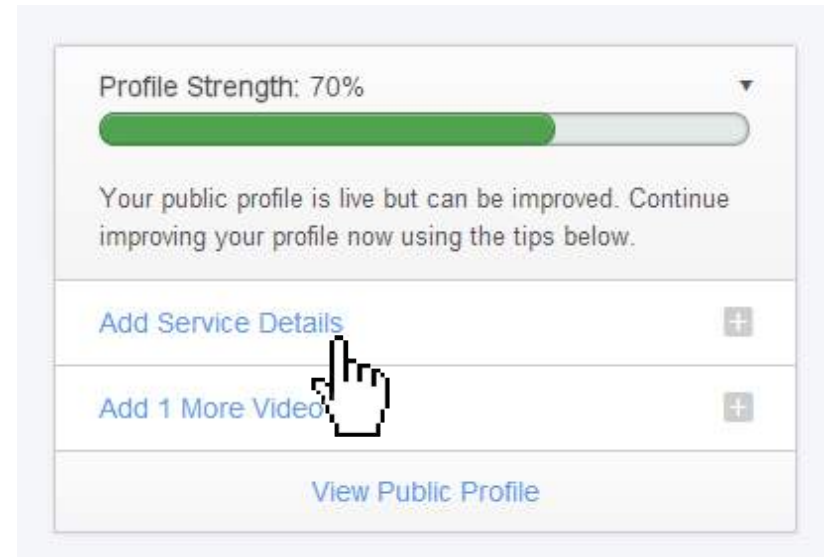 Profile Strength: 70%
Your public profile is live but can be improved. Continue
improving your profile now using the tips below.
Add Service Details
Add 1 More Video
View Public Profile